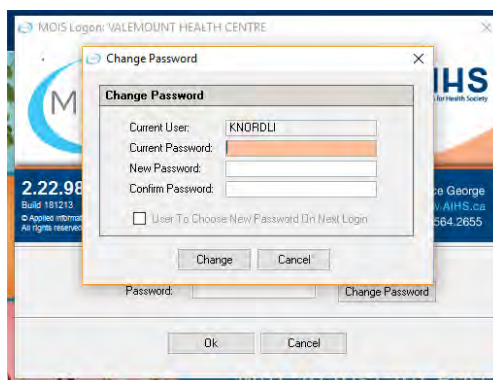 MOIS Logon: VALEMOUNT HEALTH CENTRE
Change Password
Change Password
Current User: KNORDLI
Current Password:
New Password:
Confirm Password:
User To Choose New Password On Next Login
Change Cancel
M
IHS
for Health Society
2.22.98
Build 181213
© Applied Informat
All rights reserved
ce George
w.AIHS.ca
564.2655
Password: Change Password
Ok Cancel